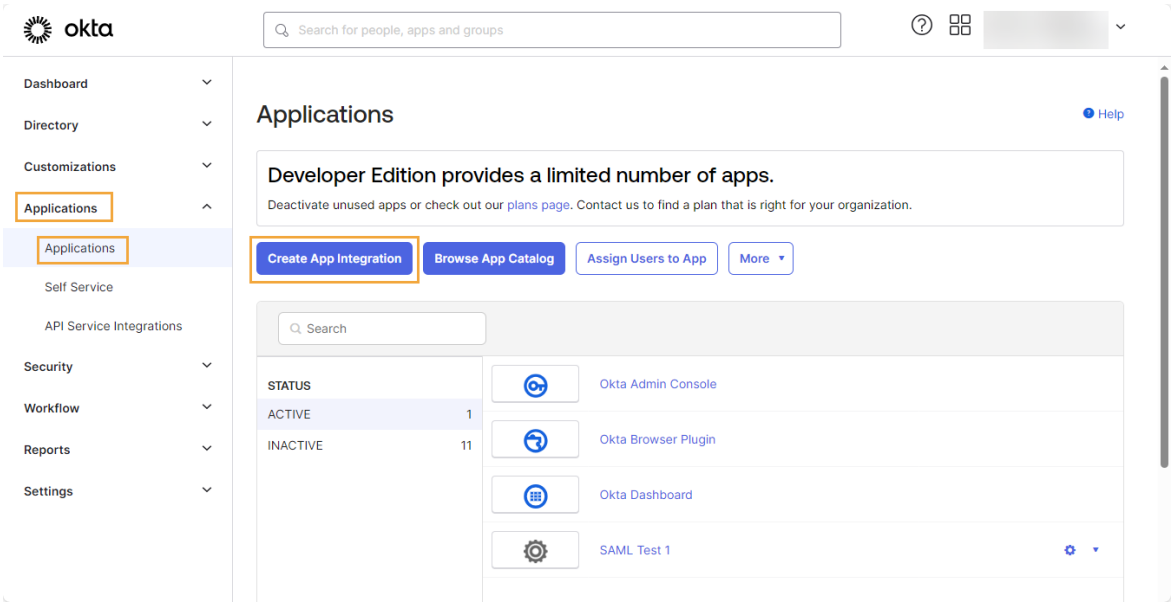 okta
Search for people, apps and groups
Dashboard
Directory
Customizations
Applications
Applications
Self Service
API Service Integrations
Security
Workflow
Reports
Settings
Applications
Help
Developer Edition provides a limited number of apps.
Deactivate unused apps or check out our plans page. Contact us to find a plan that is right for your organization.
Create App Integration Browse App Catalog Assign Users to App More
Search
STATUS
ACTIVE 1
INACTIVE 11
Okta Admin Console
Okta Browser Plugin
Okta Dashboard
SAML Test 1